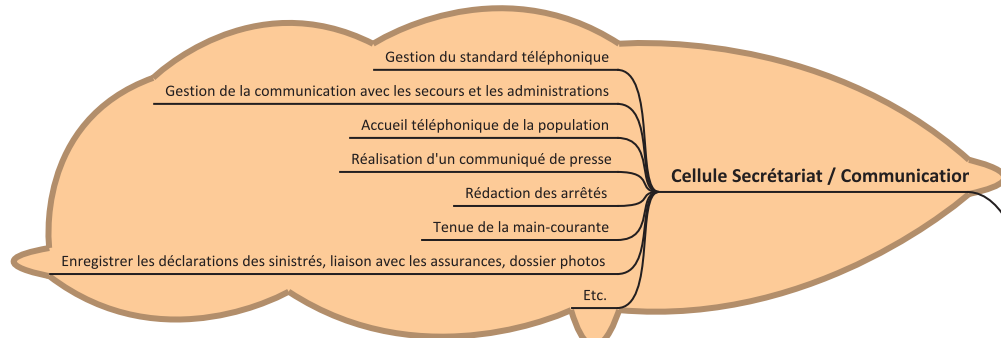 Gestion du standard téléphonique
Gestion de la communication avec les secours et les administrations
Accueil téléphonique de la population
Réalisation d'un communiqué de presse
Cellule Secrétariat / Communication
Rédaction des arrêtés
Tenue de la main-courante
Enregistrer les déclarations des sinistrés, liaison avec les assurances, dossier photos
Etc.